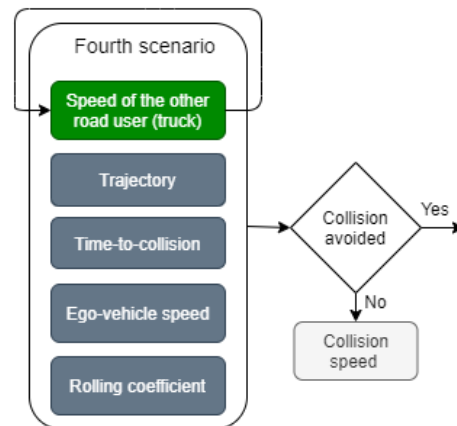 Fourth scenario
Speed of the other
road user (truck)
Trajectory
Time-to-collision
Ego-vehicle speed
Rolling coefficient
Collision
avoided
Yes
No
Collision
speed